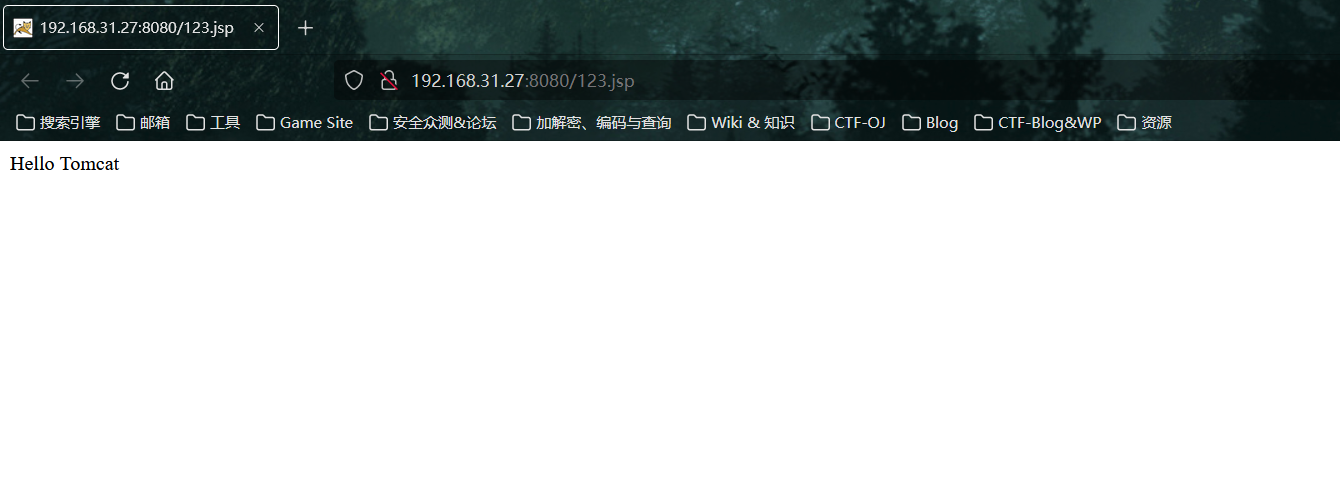 192.168.31.27:8080/123.jsp
192.168.31.27:8080/123.jsp
搜索引擎 邮箱 工具 Game Site 安全众测&论坛 加解密、编码与查询 Wiki & 知识 CTF-OJ Blog CTF-Blog&WP 资源
Hello Tomcat